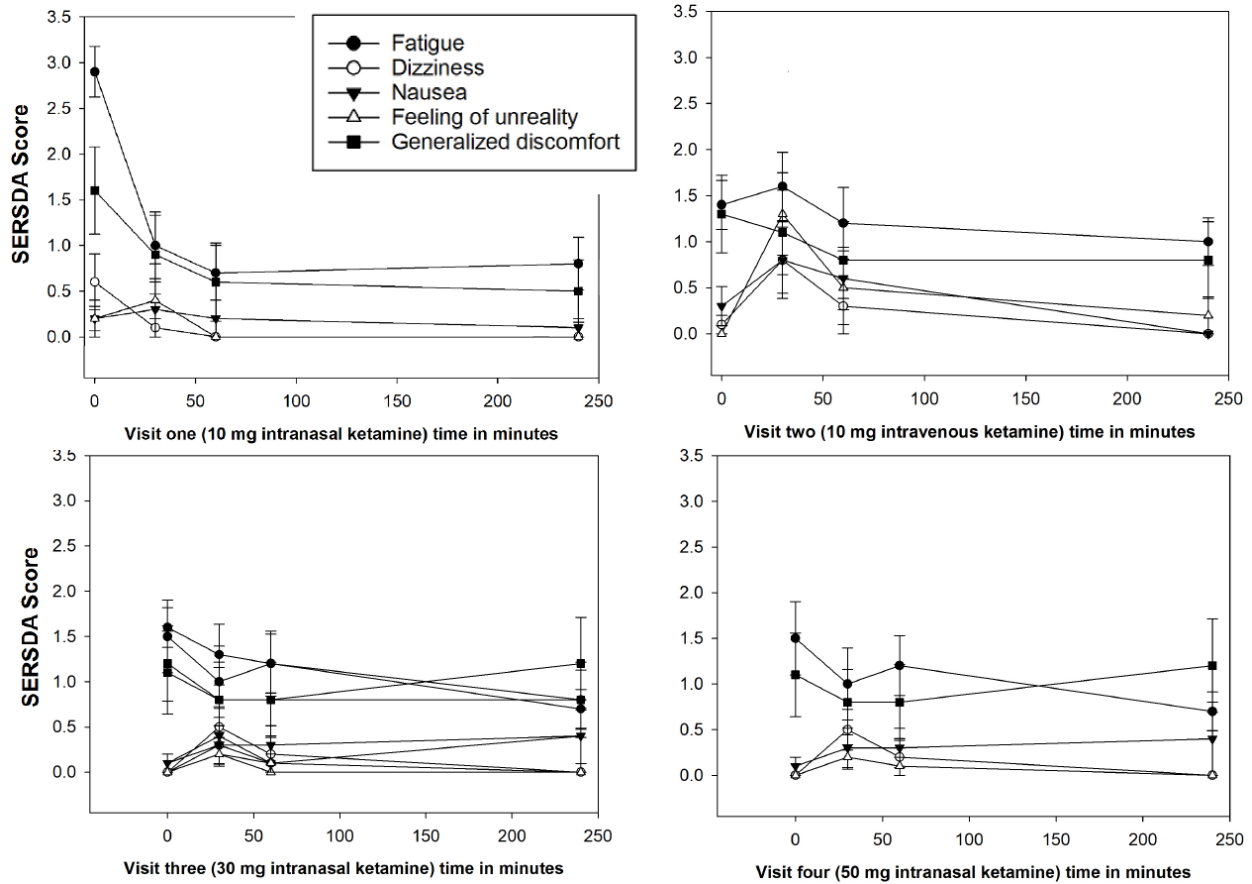 3.5
3.0
2.5
2.0
1.5
1.0
0.5
0.0
SERSDA Score
Fatigue
Dizziness
Nausea
Feeling of unreality
Generalized discomfort
0 50 100 150 200 250
Visit one (10 mg intranasal ketamine) time in minutes
3.5
3.0
2.5
2.0
1.5
1.0
0.5
0.0
0 50 100 150 200 250
Visit two (10 mg intravenous ketamine) time in minutes
3.5
3.0
2.5
2.0
1.5
1.0
0.5
0.0
SERSDA Score
0 50 100 150 200 250
Visit three (30 mg intranasal ketamine) time in minutes
3.5
3.0
2.5
2.0
1.5
1.0
0.5
0.0
0 50 100 150 200 250
Visit four (50 mg intranasal ketamine) time in minutes